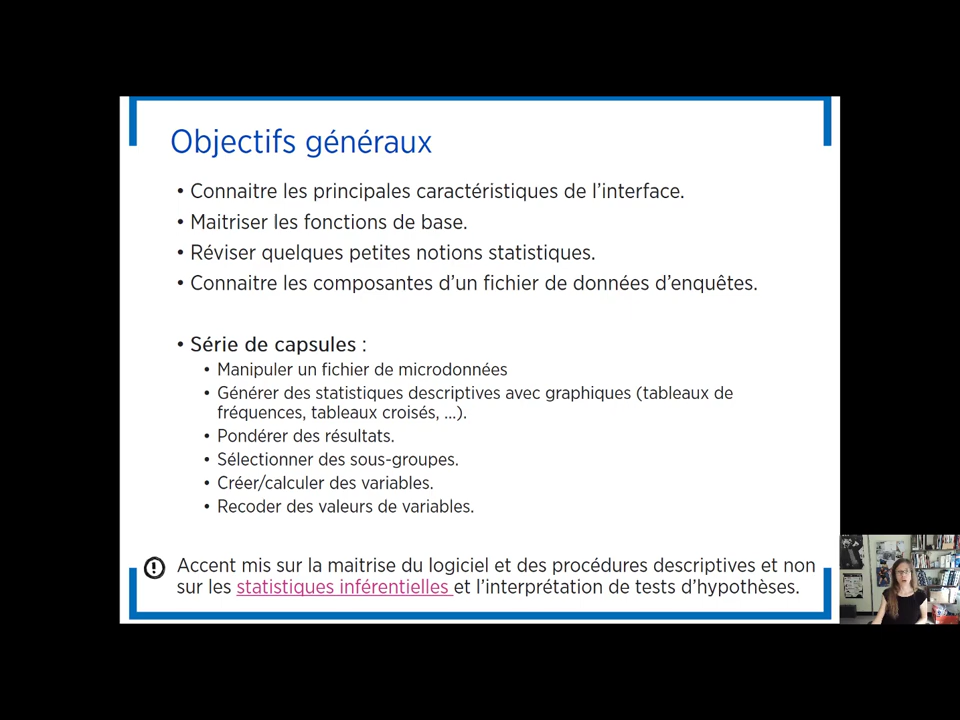 Objectifs généraux
• Connaitre les principales caractéristiques de l’interface.
• Maitriser les fonctions de base.
• Réviser quelques petites notions statistiques.
• Connaitre les composantes d’un fichier de données d’enquêtes.
• Série de capsules :
• Manipuler un fichier de microdonnées
• Générer des statistiques descriptives avec graphiques (tableaux de
fréquences, tableaux croisés, ...).
• Pondérer des résultats.
• Sélectionner des sous-groupes.
• Créer/calculer des variables.
• Recoder des valeurs de variables.
Accent mis sur la maitrise du logiciel et des procédures descriptives et non
sur les statistiques inférentielles et l’interprétation de tests d’hypothèses.